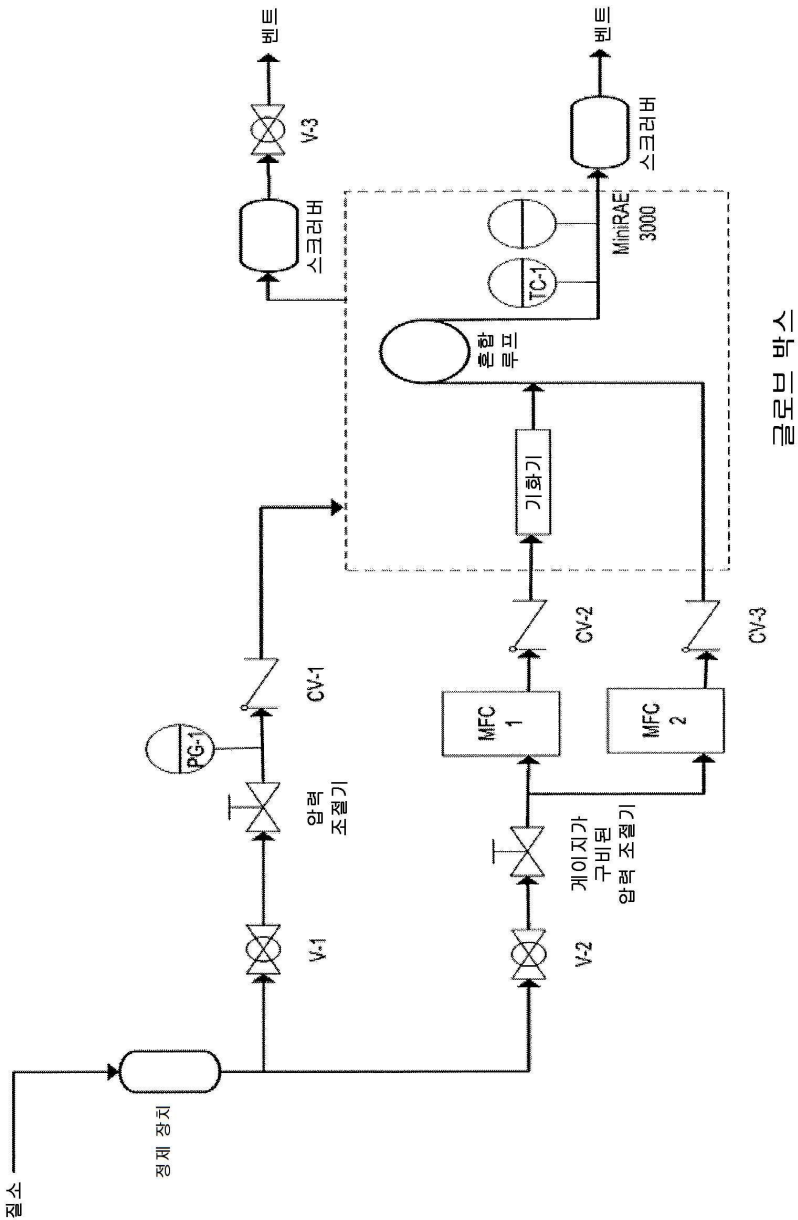 질소
정제 장치
V-1
압력
조절기
PG-1
CV-1
스크러버
V-3
벤트
V-2
게이지가
구비된
압력 조절기
MFC
1
MFC
2
CV-2
CV-3
기화기
혼합
루프
TC-1
MiniRAE
3000
스크러버
벤트
글로브 박스